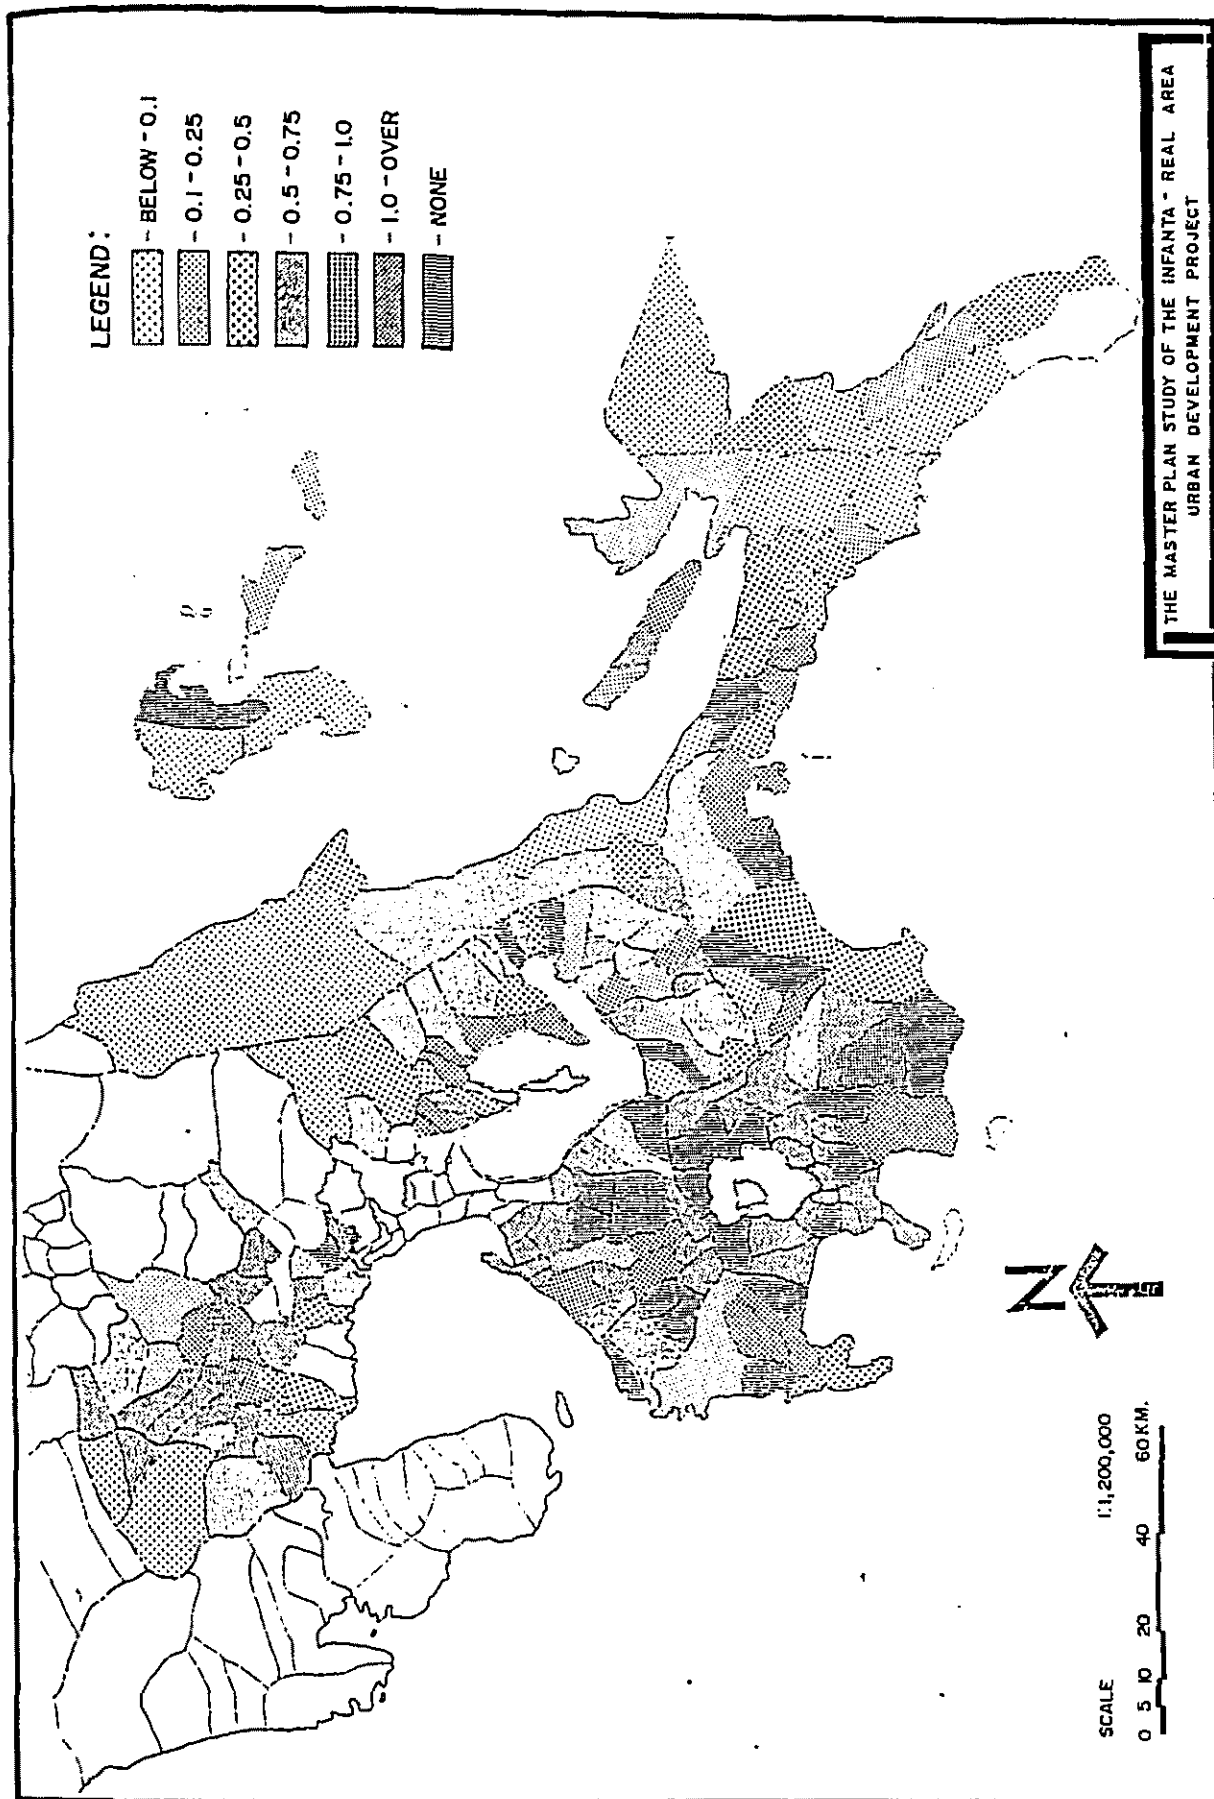 LEGEND:
- BELOW - 0.1
- 0.1 - 0.25
- 0.25 - 0.5
- 0.5 - 0.75
- 0.75 - 1.0
- 1.0 - OVER
- NONE
N
SCALE 1:1,200,000
0 5 10 20 40 60 KM.
THE MASTER PLAN STUDY OF THE INFANTA - REAL AREA
URBAN DEVELOPMENT PROJECT